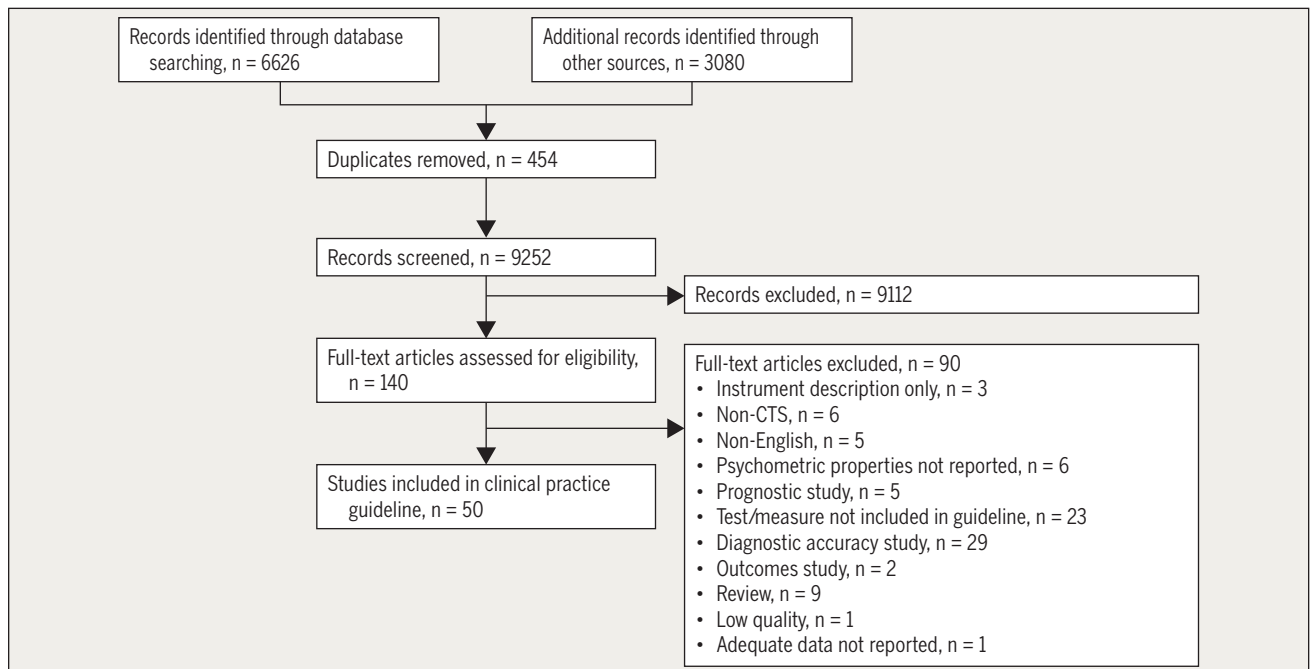 Records identified through database
searching, n = 6626
Additional records identified through
other sources, n = 3080
Duplicates removed, n = 454
Records screened, n = 9252
Records excluded, n = 9112
Full-text articles assessed for eligibility,
n = 140
Full-text articles excluded, n = 90
• Instrument description only, n = 3
• Non-CTS, n = 6
• Non-English, n = 5
• Psychometric properties not reported, n = 6
• Prognostic study, n = 5
• Test/measure not included in guideline, n = 23
• Diagnostic accuracy study, n = 29
• Outcomes study, n = 2
• Review, n = 9
• Low quality, n = 1
• Adequate data not reported, n = 1
Studies included in clinical practice
guideline, n = 50